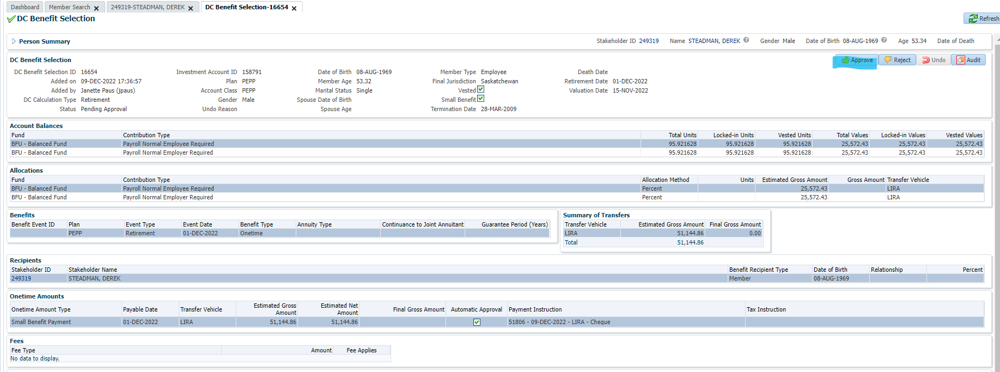 Dashboard Member Search 249319-STEADMAN, DEREK DC Benefit Selection-16654
DC Benefit Selection Refresh
Person Summary Stakeholder ID 249319 Name STEADMAN, DEREK Gender Male Date of Birth 08-AUG-1969 Age 53.34 Date of Death
DC Benefit Selection Approve Reject Undo Audit
DC Benefit Selection ID 16654 Investment Account ID 158791 Date of Birth 08-AUG-1969 Member Type Employee Death Date
Added on 09-DEC-2022 17:36:57 Plan PEPP Member Age 53.32 Final Jurisdiction Saskatchewan Retirement Date 01-DEC-2022
Added by Janette Paus (jpaus) Account Class PEPP Marital Status Single Vested Valuation Date 15-NOV-2022
DC Calculation Type Retirement Gender Male Spouse Date of Birth Small Benefit
Status Pending Approval Undo Reason Spouse Age Termination Date 28-MAR-2009
Account Balances
Fund Contribution Type Total Units Locked-in Units Vested Units Total Values Locked-in Values Vested Values
BFU - Balanced Fund Payroll Normal Employee Required 95.921628 95.921628 95.921628 25,572.43 25,572.43 25,572.43
BFU - Balanced Fund Payroll Normal Employer Required 95.921628 95.921628 95.921628 25,572.43 25,572.43 25,572.43
Allocations
Fund Contribution Type Allocation Method Units Estimated Gross Amount Gross Amount Transfer Vehicle
BFU - Balanced Fund Payroll Normal Employee Required Percent 25,572.43 LIRA
BFU - Balanced Fund Payroll Normal Employer Required Percent 25,572.43 LIRA
Benefits
Benefit Event ID Plan Event Type Event Date Benefit Type Annuity Type Continuance to Joint Annuitant Guarantee Period (Years)
PEPP Retirement 01-DEC-2022 Onetime
Summary of Transfers
Transfer Vehicle Estimated Gross Amount Final Gross Amount
LIRA 51,144.86 0.00
Total 51,144.86
Recipients
Stakeholder ID Stakeholder Name Benefit Recipient Type Date of Birth Relationship Percent
249319 STEADMAN, DEREK Member 08-AUG-1969
Onetime Amounts
Onetime Amount Type Payable Date Transfer Vehicle Estimated Gross Amount Estimated Net Amount Final Gross Amount Automatic Approval Payment Instruction Tax Instruction
Small Benefit Payment 01-DEC-2022 LIRA 51,144.86 51,144.86 51806 - 09-DEC-2022 - LIRA - Cheque
Fees
Fee Type Amount Fee Applies
No data to display.